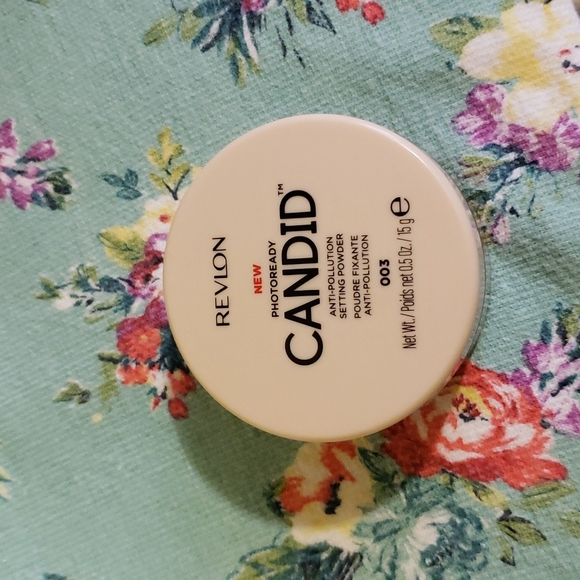 REVLON
NEW
PHOTOREADY
CANDID™
ANTI-POLLUTION
SETTING POWDER
POUDRE FIXANTE
ANTI-POLLUTION
003
Net Wt./Poids net 0.5 Oz./15 g ℮